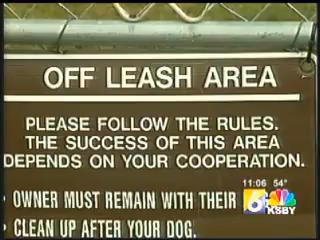 OFF LEASH AREA
PLEASE FOLLOW THE RULES.
THE SUCCESS OF THIS AREA
DEPENDS ON YOUR COOPERATION.
• OWNER MUST REMAIN WITH THEIR
• CLEAN UP AFTER YOUR DOG.
11:06 54°
6 KSBY